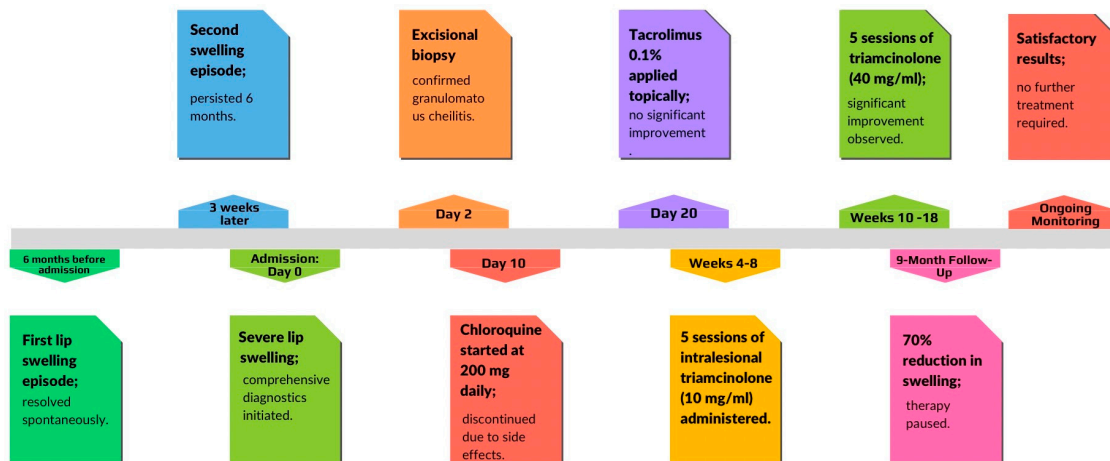 Second
swelling
episode;
persisted 6
months.
Excisional
biopsy
confirmed
granulomato
us cheilitis.
Tacrolimus
0.1%
applied
topically;
no significant
improvement
.
5 sessions of
triamcinolone
(40 mg/ml);
significant
improvement
observed.
Satisfactory
results;
no further
treatment
required.
3 weeks
later
Day 2
Day 20
Weeks 10 -18
Ongoing
Monitoring
6 months before
admission
Admission:
Day 0
Day 10
Weeks 4-8
9-Month Follow-
Up
First lip
swelling
episode;
resolved
spontaneously.
Severe lip
swelling;
comprehensive
diagnostics
initiated.
Chloroquine
started at
200 mg
daily;
discontinued
due to side
effects.
5 sessions of
intralesional
triamcinolone
(10 mg/ml)
administered.
70%
reduction in
swelling;
therapy
paused.